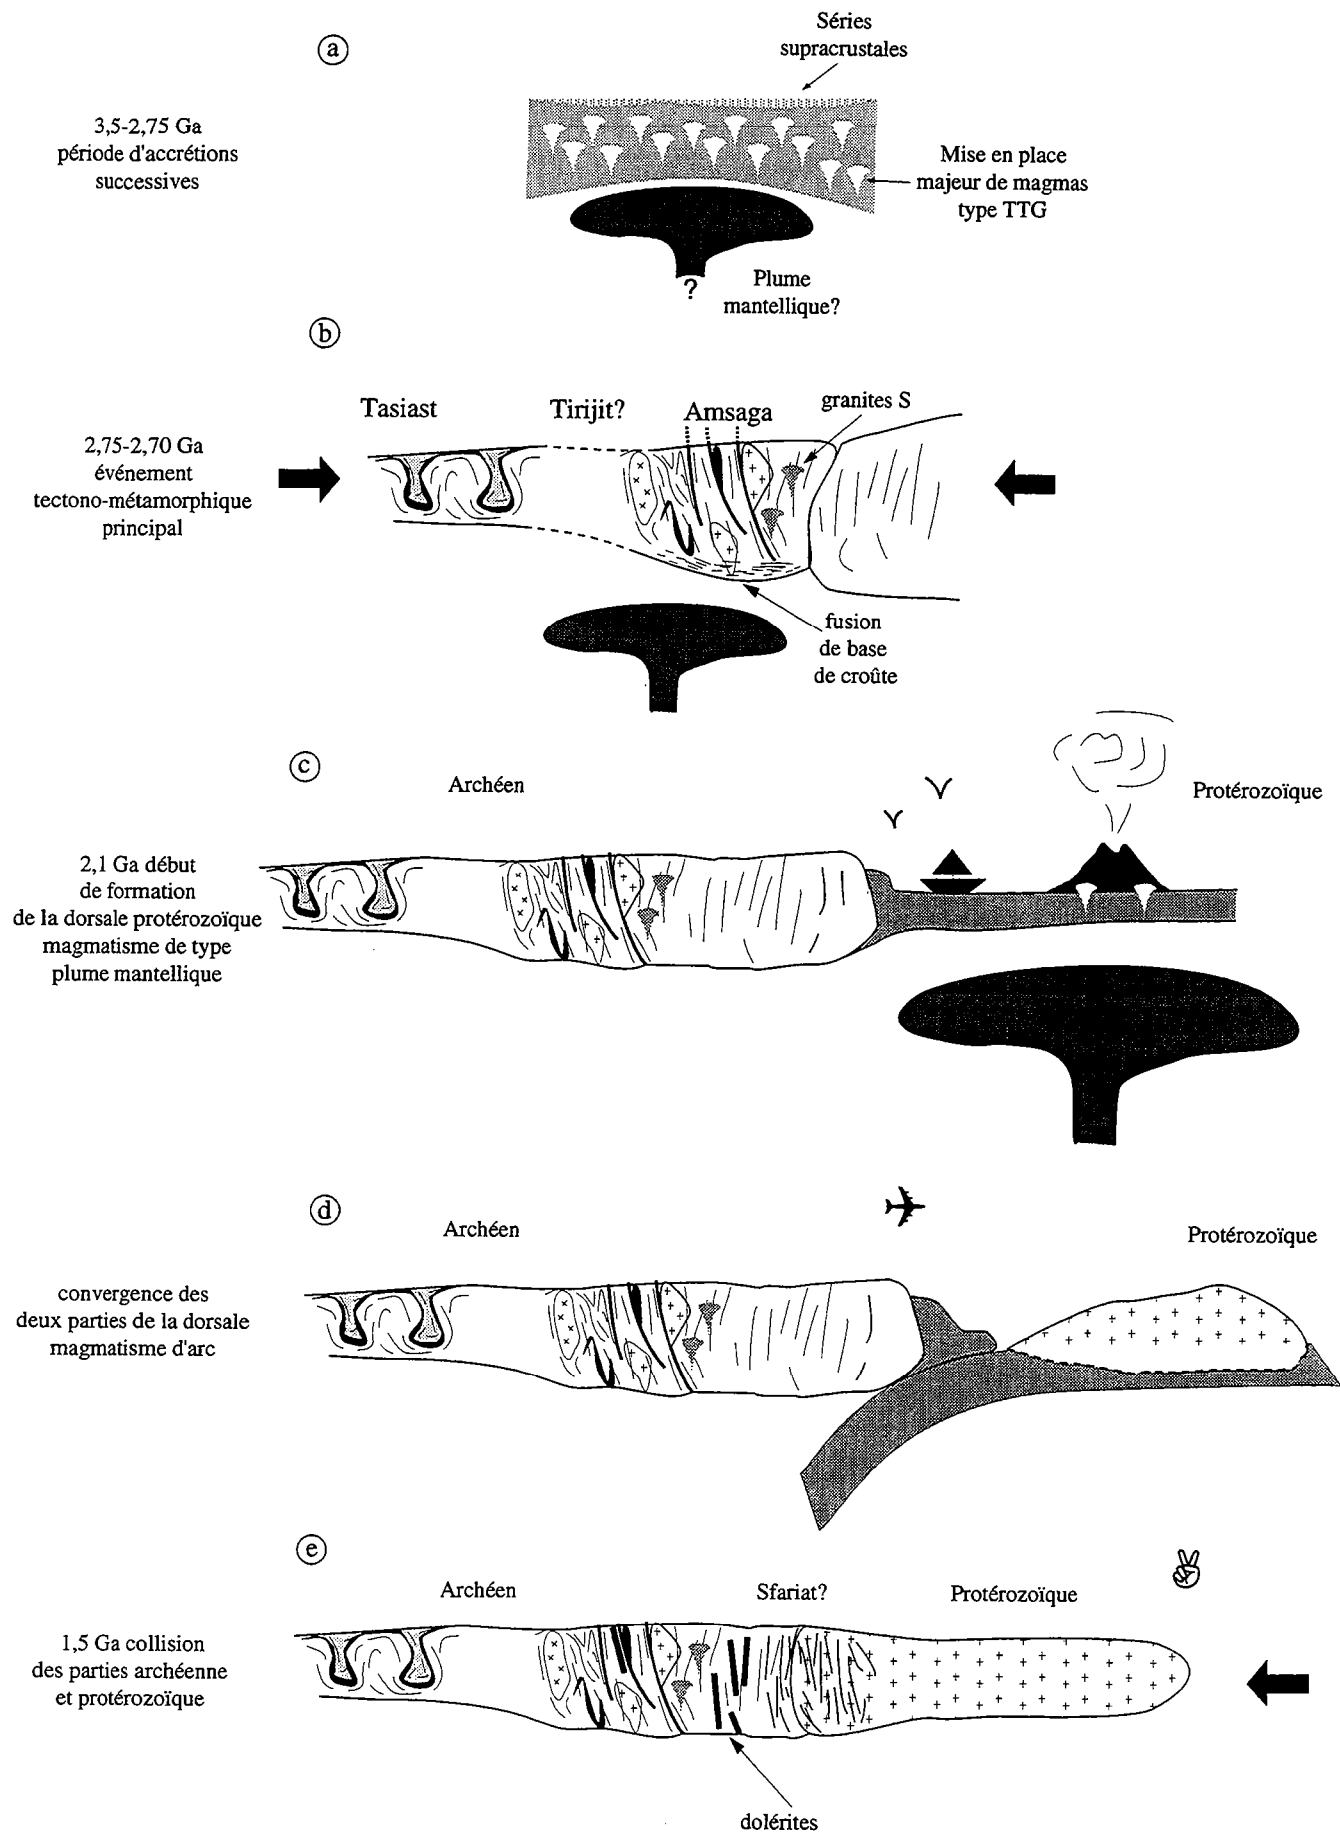 a
Séries
supracrustales
3,5-2,75 Ga
période d'accrétions
successives
Mise en place
majeur de magmas
type TTG
?
Plume
mantellique?
b
Tasiast
Tirijit?
Amsaga
granites S
2,75-2,70 Ga
événement
tectono-métamorphique
principal
fusion
de base
de croûte
c
Archéen
Protérozoïque
2,1 Ga début
de formation
de la dorsale protérozoïque
magmatisme de type
plume mantellique
d
Archéen
Protérozoïque
convergence des
deux parties de la dorsale
magmatisme d'arc
e
Archéen
Sfariat?
Protérozoïque
1,5 Ga collision
des parties archéenne
et protérozoïque
dolérites